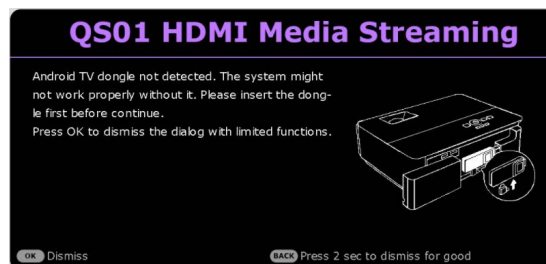 QS01 HDMI Media Streaming
Android TV dongle not detected. The system might
not work properly without it. Please insert the dong-
le first before continue.
Press OK to dismiss the dialog with limited functions.
OK Dismiss
BACK Press 2 sec to dismiss for good